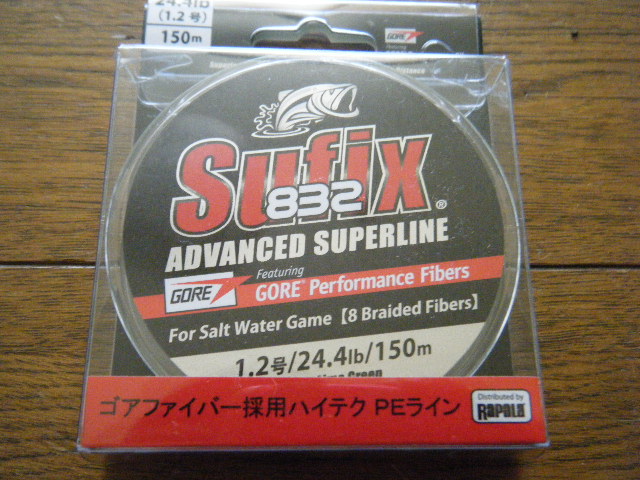 24.4lb
(1.2 号)
150m
GORE
Sufix
832
®
ADVANCED SUPERLINE
GORE
Featuring
GORE™ Performance Fibers
For Salt Water Game【8 Braided Fibers】
1.2号/24.4lb/150m
Green
ゴアファイバー採用ハイテク PEライン
Distributed by
RAPALA